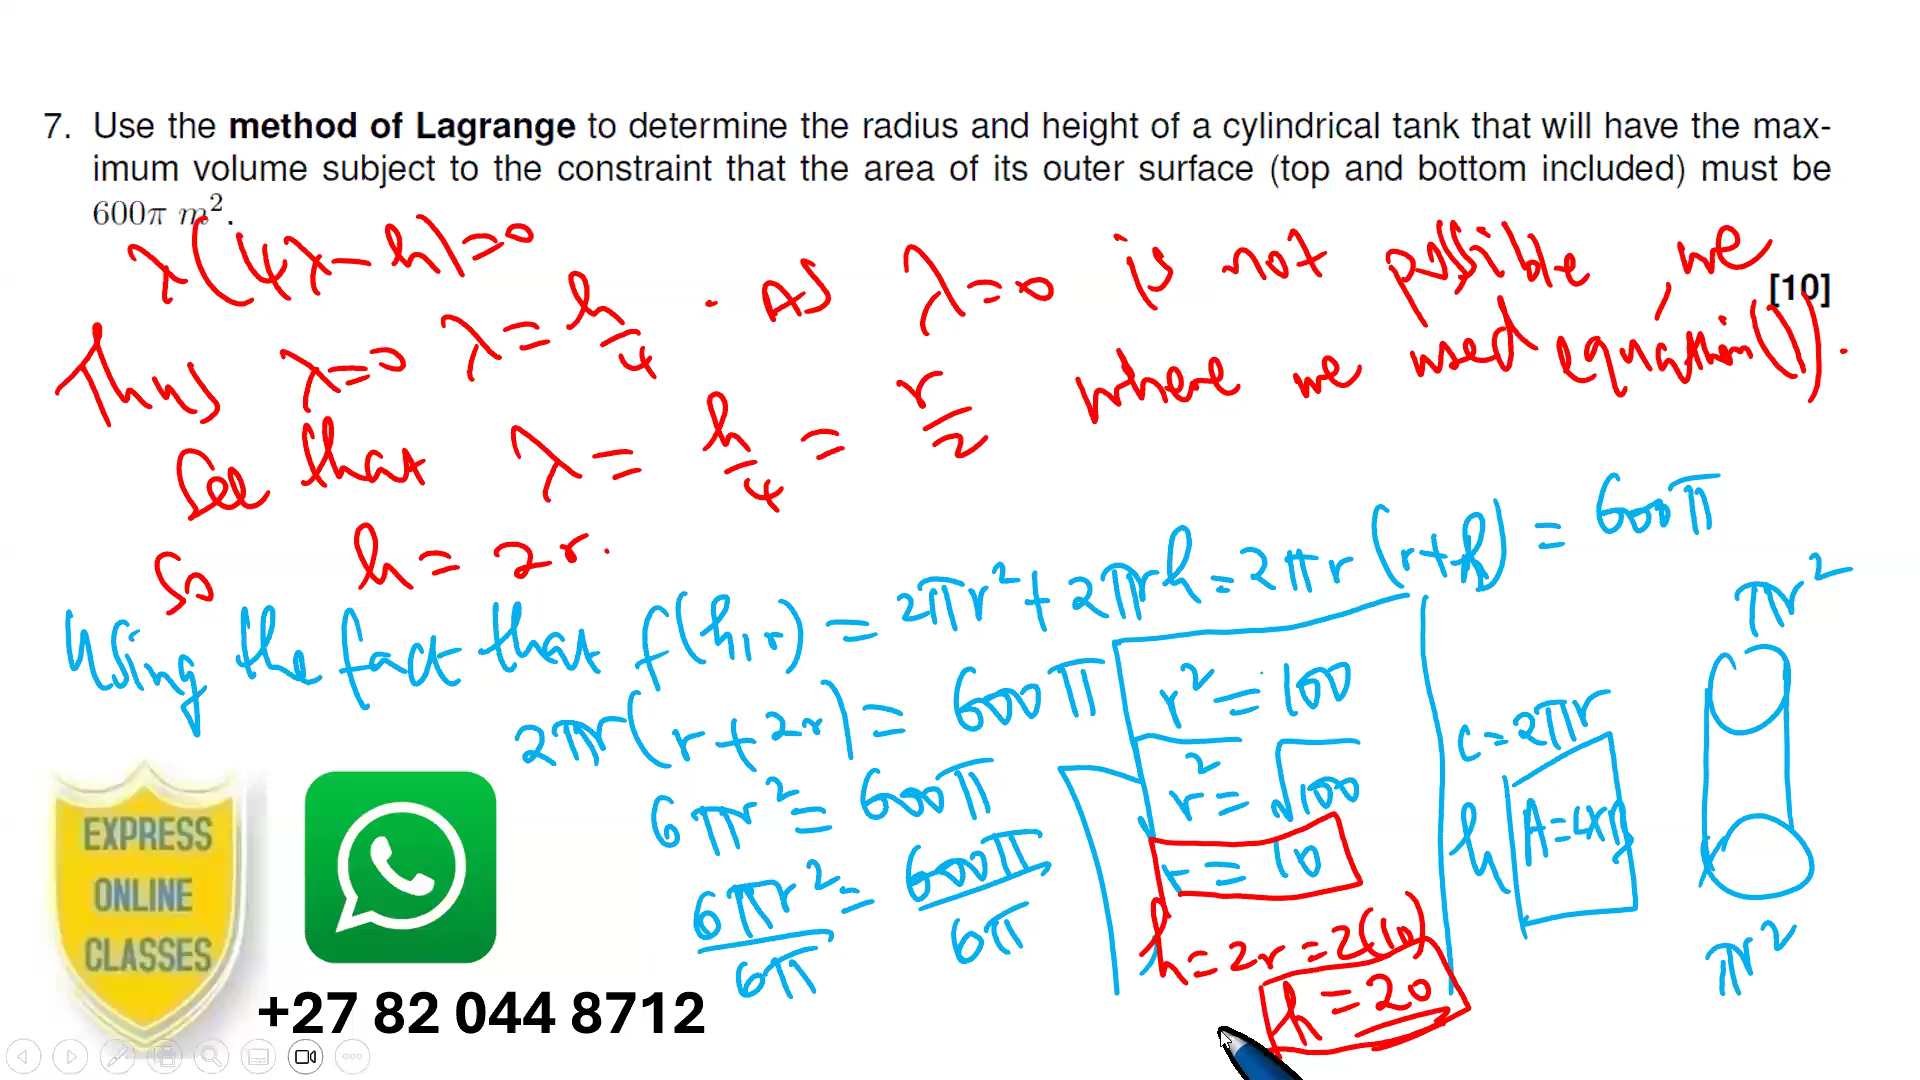 7. Use the method of Lagrange to determine the radius and height of a cylindrical tank that will have the max-
imum volume subject to the constraint that the area of its outer surface (top and bottom included) must be
600π m².
[10]
λ(4λ-h)=0
Thus λ=0 λ=h/4 . As λ=0 is not possible, we
See that λ = h/4 = r/2 where we used equation (1).
So h = 2r.
Using the fact that f(h,r) = 2πr²+2πrh=2πr(r+h) = 600π
2πr(r+2r) = 600π
6πr² = 600π
6πr²/6π = 600π/6π
r² = 100
r² = √100
r = 10
h=2r=2(10)
h=20
πr²
c=2πr
h
πr²
EXPRESS
ONLINE
CLASSES
+27 82 044 8712